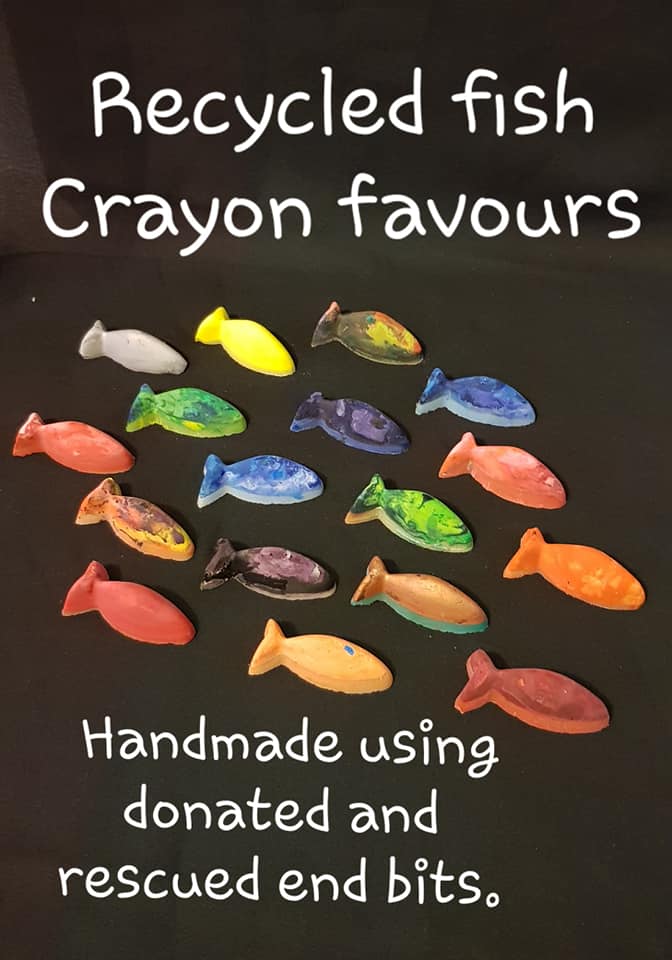 Recycled fish
Crayon favours
Handmade using
donated and
rescued end bits.